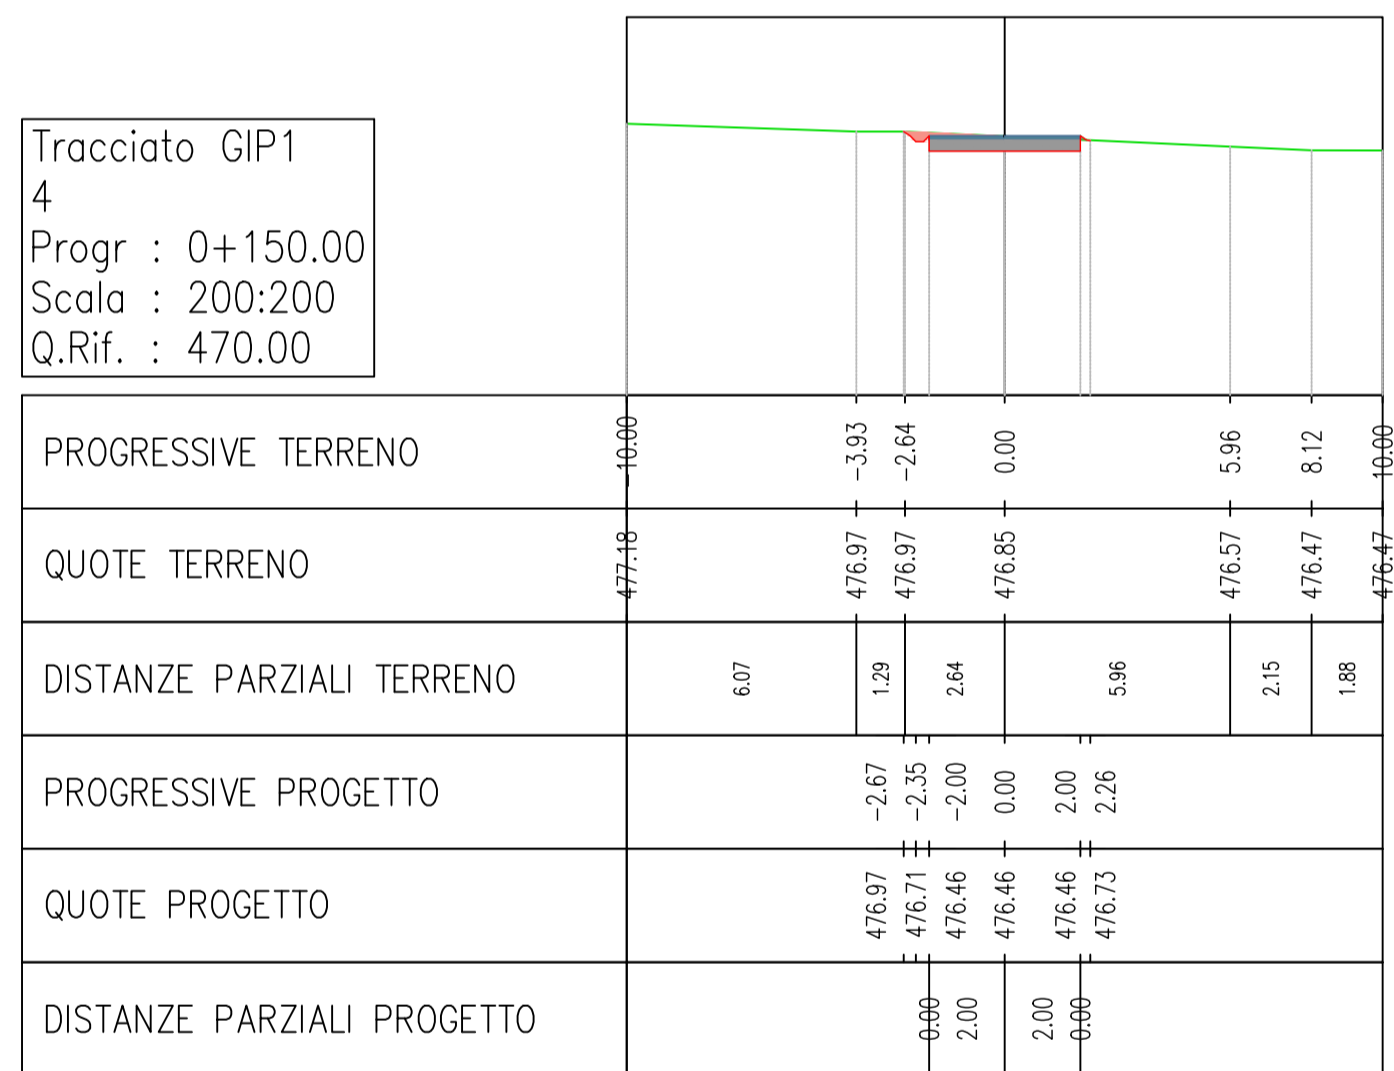 Tracciato GIP1
4
Progr : 0+150.00
Scala : 200:200
Q.Rif. : 470.00
PROGRESSIVE TERRENO
-10.00 -3.93 -2.64 0.00 5.96 8.12 10.00
QUOTE TERRENO
477.18 476.97 476.97 476.85 476.57 476.47 476.47
DISTANZE PARZIALI TERRENO
6.07 1.29 2.64 5.96 2.15 1.88
PROGRESSIVE PROGETTO
-2.67 -2.35 -2.00 0.00 2.00 2.26
QUOTE PROGETTO
476.97 476.71 476.46 476.46 476.46 476.73
DISTANZE PARZIALI PROGETTO
0.00 2.00 2.00 0.00